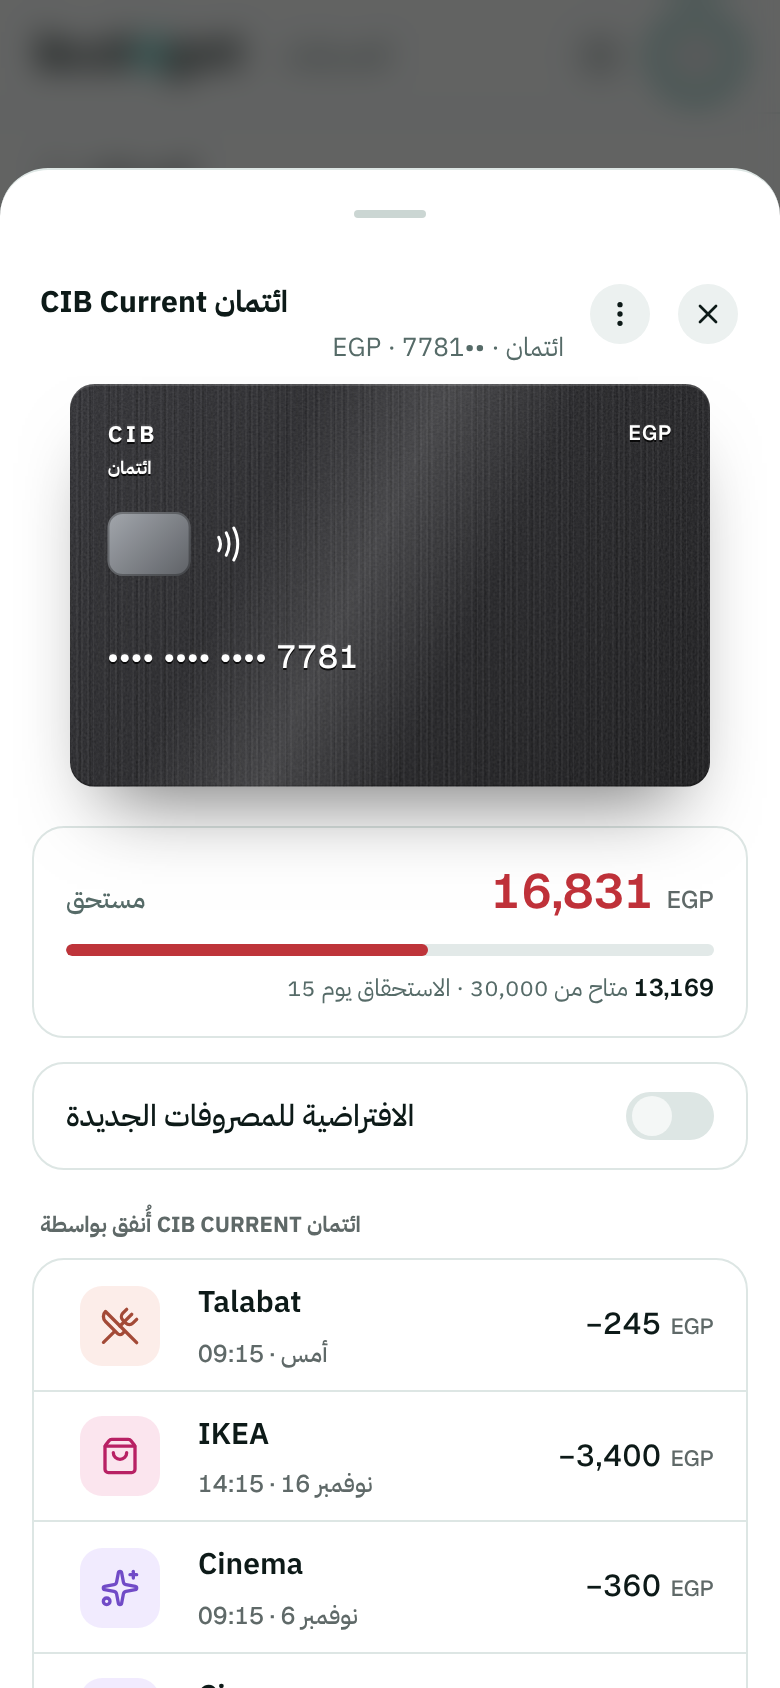 CIB Current ائتمان
ائتمان · ••7781 · EGP
CIB
EGP
ائتمان
•••• •••• •••• 7781
مستحق
16,831 EGP
13,169 متاح من 30,000 · الاستحقاق يوم 15
الافتراضية للمصروفات الجديدة
أُنفق بواسطة CIB CURRENT ائتمان
Talabat
−245 EGP
أمس · 09:15
IKEA
−3,400 EGP
16 نوفمبر · 14:15
Cinema
−360 EGP
6 نوفمبر · 09:15